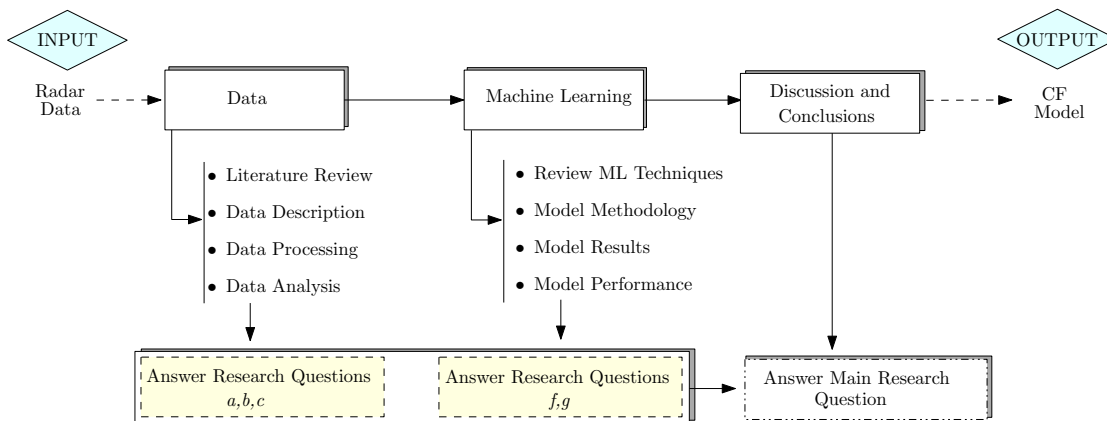 INPUT
OUTPUT
Radar
Data
Data
Machine Learning
Discussion and
Conclusions
CF
Model
• Literature Review
• Data Description
• Data Processing
• Data Analysis
• Review ML Techniques
• Model Methodology
• Model Results
• Model Performance
Answer Research Questions
a,b,c
Answer Research Questions
f,g
Answer Main Research
Question